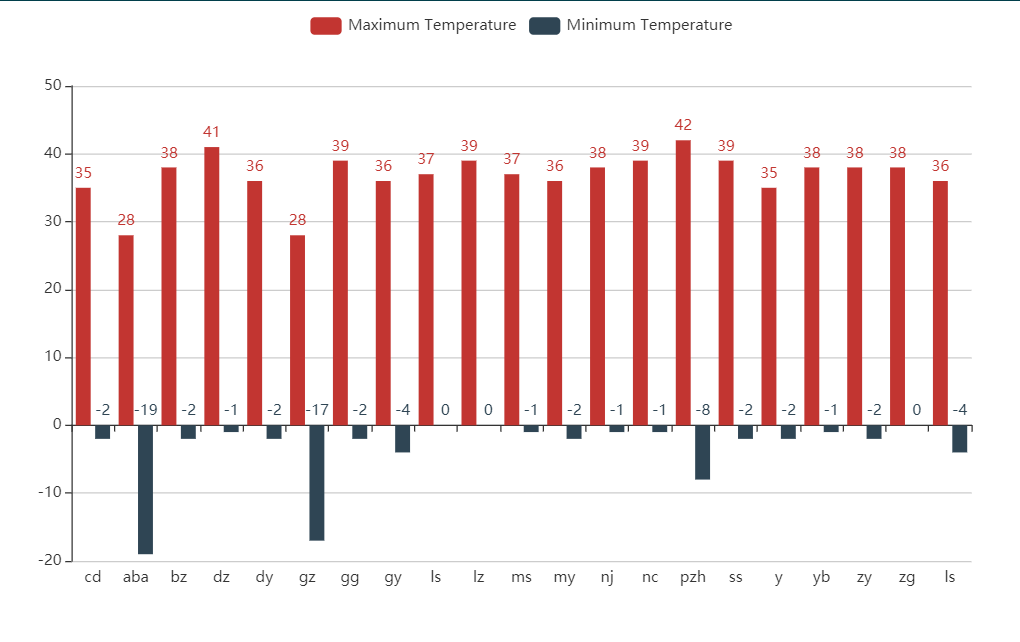 Maximum Temperature Minimum Temperature
50
42
41
39 39 39 39
40 38 38 38 38 38
37 37
36 36 36 36
35 35
30
28 28
20
10
0 -2 -19 -2 -1 -2 -17 -2 -4 0 0 -1 -2 -1 -1 -8 -2 -2 -1 -2 0 -4
-10
-20
cd aba bz dz dy gz gg gy ls lz ms my nj nc pzh ss y yb zy zg ls